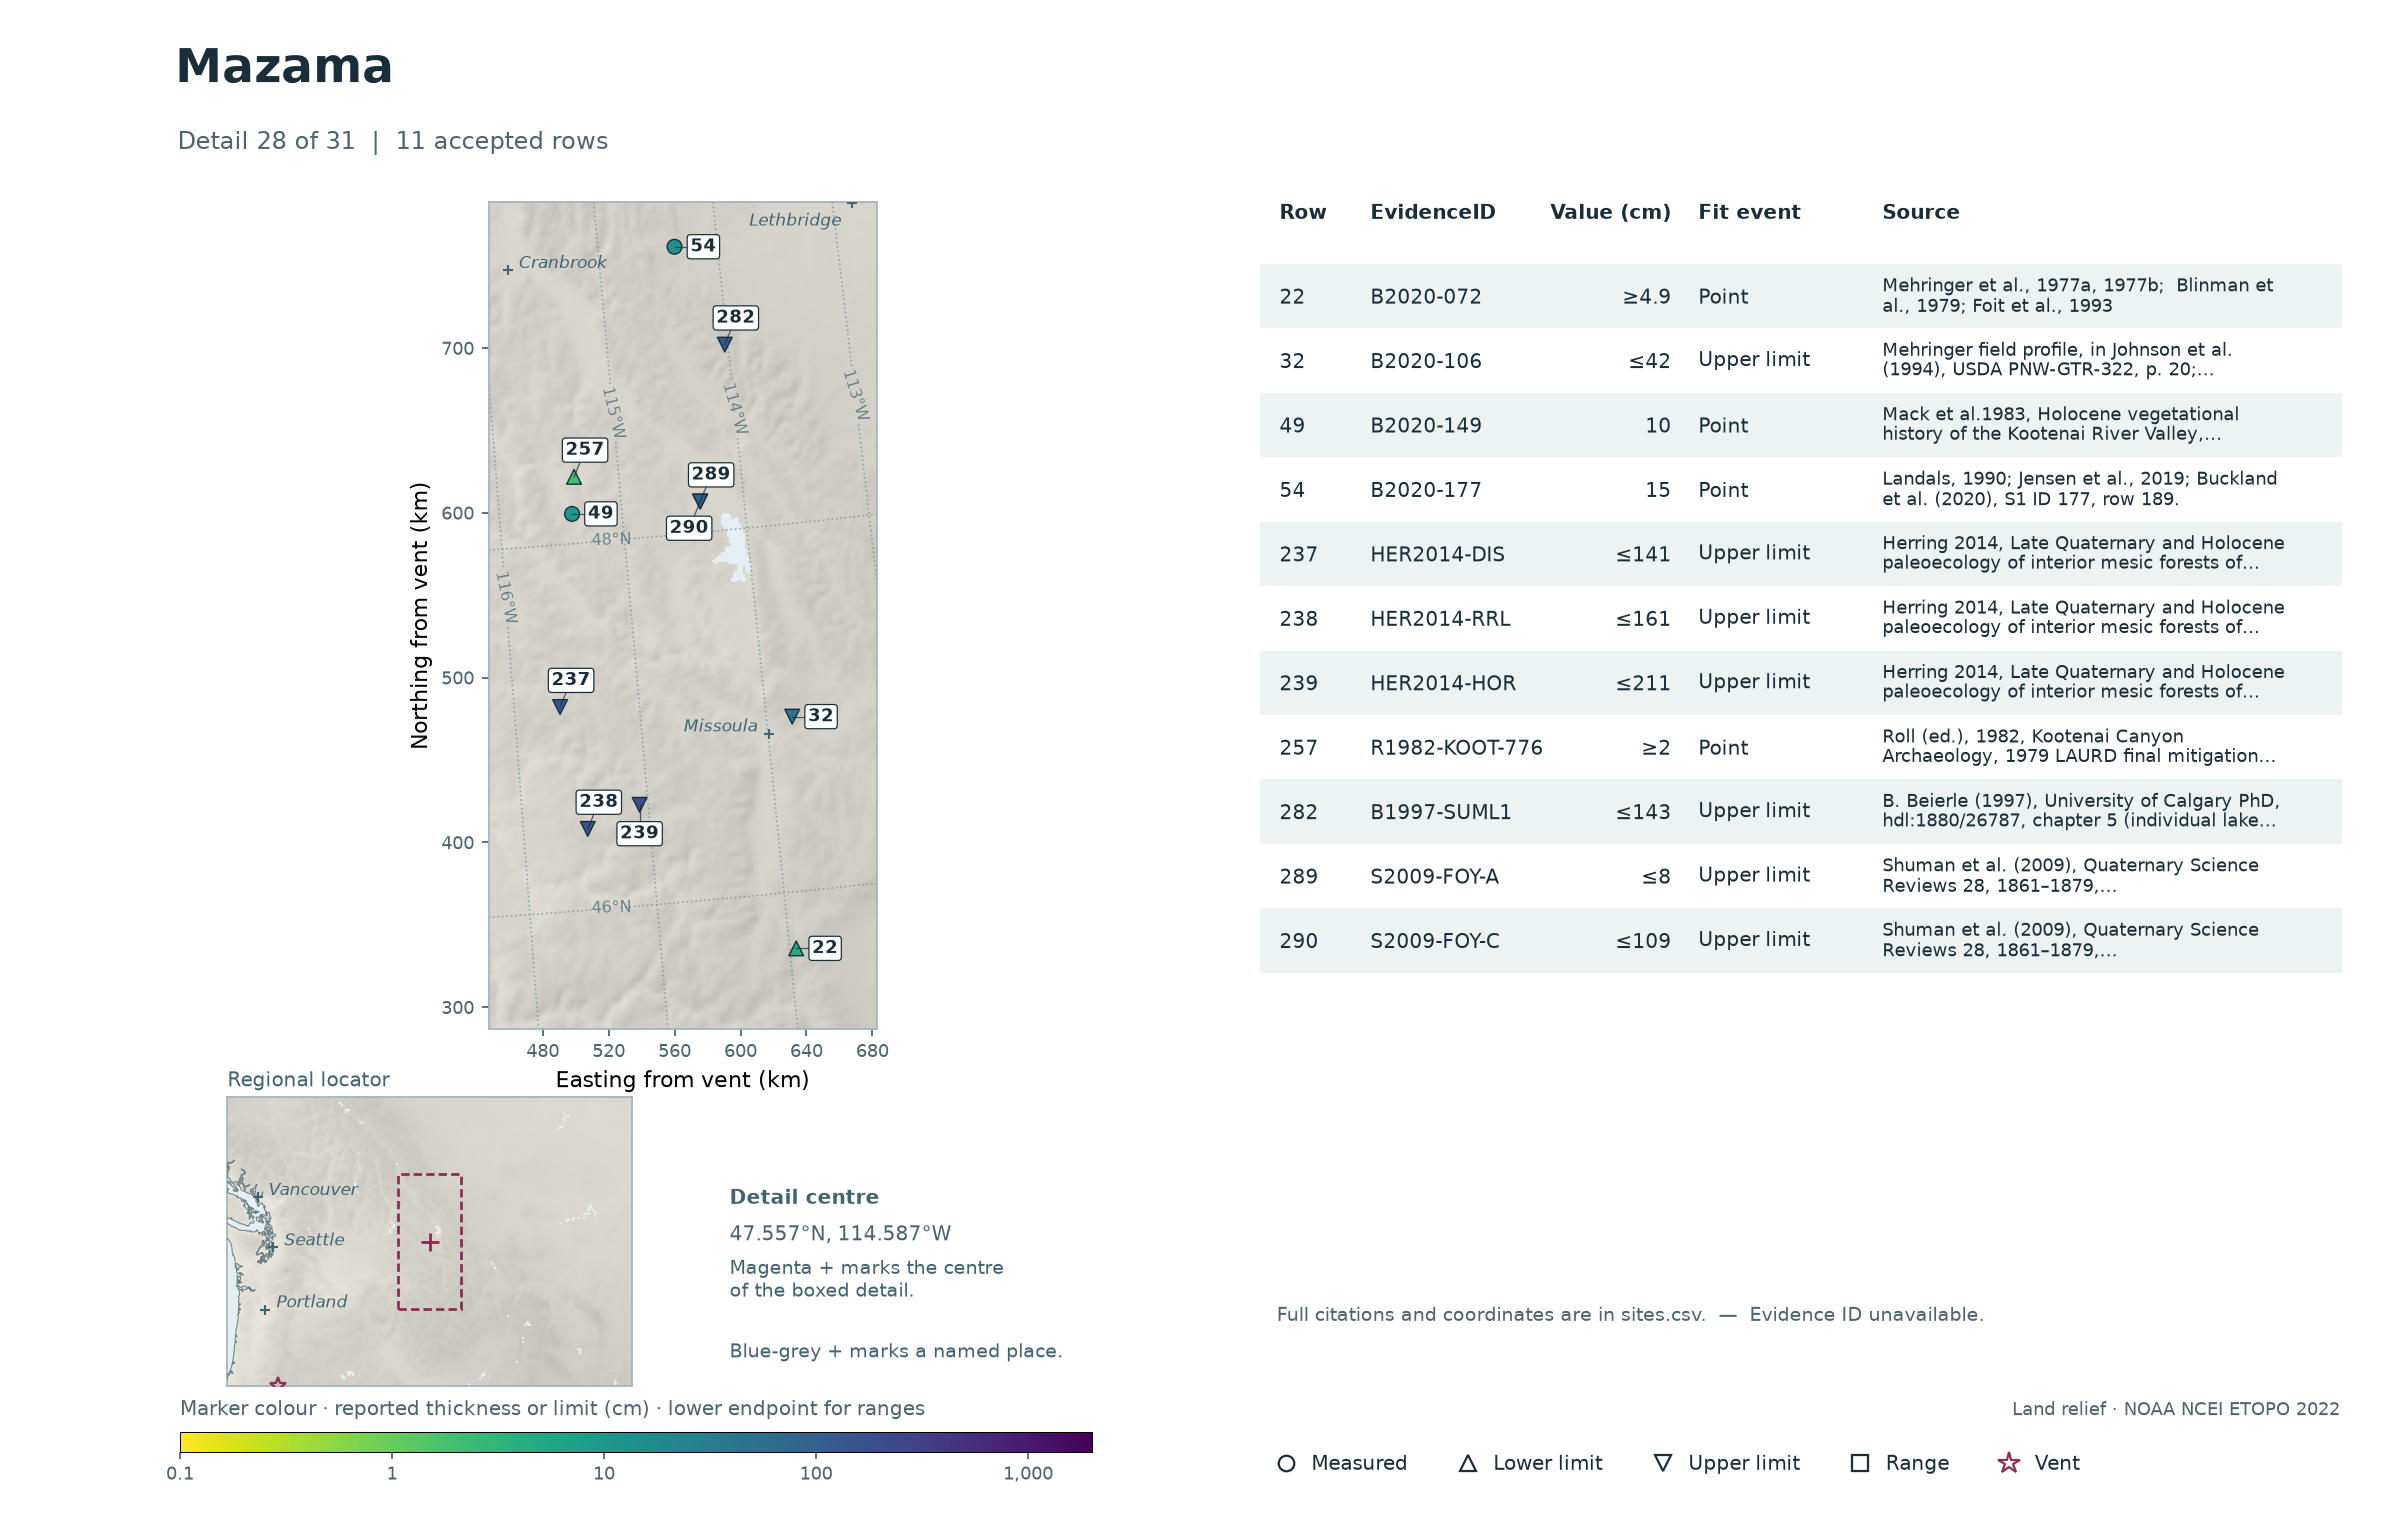 Mazama
Detail 28 of 31 | 11 accepted rows
Lethbridge
54
Cranbrook
282
700
115°W
114°W
113°W
257
289
600
49
290
48°N
116°W
Northing from vent (km)
500
237
32
Missoula
238
239
400
46°N
22
300
480 520 560 600 640 680
Easting from vent (km)
Row EvidenceID Value (cm) Fit event Source
22 B2020-072 ≥4.9 Point Mehringer et al., 1977a, 1977b;  Blinman et
al., 1979; Foit et al., 1993
32 B2020-106 ≤42 Upper limit Mehringer field profile, in Johnson et al.
(1994), USDA PNW-GTR-322, p. 20;…
49 B2020-149 10 Point Mack et al.1983, Holocene vegetational
history of the Kootenai River Valley,…
54 B2020-177 15 Point Landals, 1990; Jensen et al., 2019; Buckland
et al. (2020), S1 ID 177, row 189.
237 HER2014-DIS ≤141 Upper limit Herring 2014, Late Quaternary and Holocene
paleoecology of interior mesic forests of…
238 HER2014-RRL ≤161 Upper limit Herring 2014, Late Quaternary and Holocene
paleoecology of interior mesic forests of…
239 HER2014-HOR ≤211 Upper limit Herring 2014, Late Quaternary and Holocene
paleoecology of interior mesic forests of…
257 R1982-KOOT-776 ≥2 Point Roll (ed.), 1982, Kootenai Canyon
Archaeology, 1979 LAURD final mitigation…
282 B1997-SUML1 ≤143 Upper limit B. Beierle (1997), University of Calgary PhD,
hdl:1880/26787, chapter 5 (individual lake…
289 S2009-FOY-A ≤8 Upper limit Shuman et al. (2009), Quaternary Science
Reviews 28, 1861–1879,…
290 S2009-FOY-C ≤109 Upper limit Shuman et al. (2009), Quaternary Science
Reviews 28, 1861–1879,…
Regional locator
Vancouver
Seattle
Portland
Detail centre
47.557°N, 114.587°W
Magenta + marks the centre
of the boxed detail.
Blue-grey + marks a named place.
Full citations and coordinates are in sites.csv. — Evidence ID unavailable.
Marker colour · reported thickness or limit (cm) · lower endpoint for ranges
0.1 1 10 100 1,000
Land relief · NOAA NCEI ETOPO 2022
Measured Lower limit Upper limit Range Vent